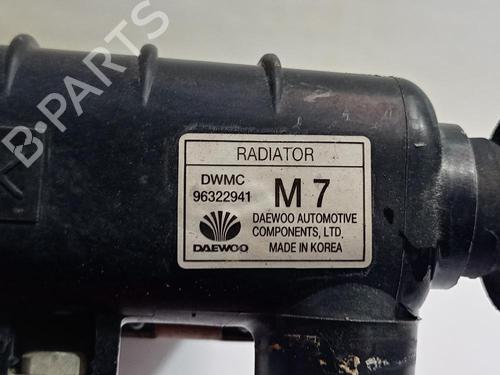 B-PARTS
RADIATOR
DWMC
96322941
M 7
DAEWOO
DAEWOO AUTOMOTIVE
COMPONENTS, LTD.
MADE IN KOREA